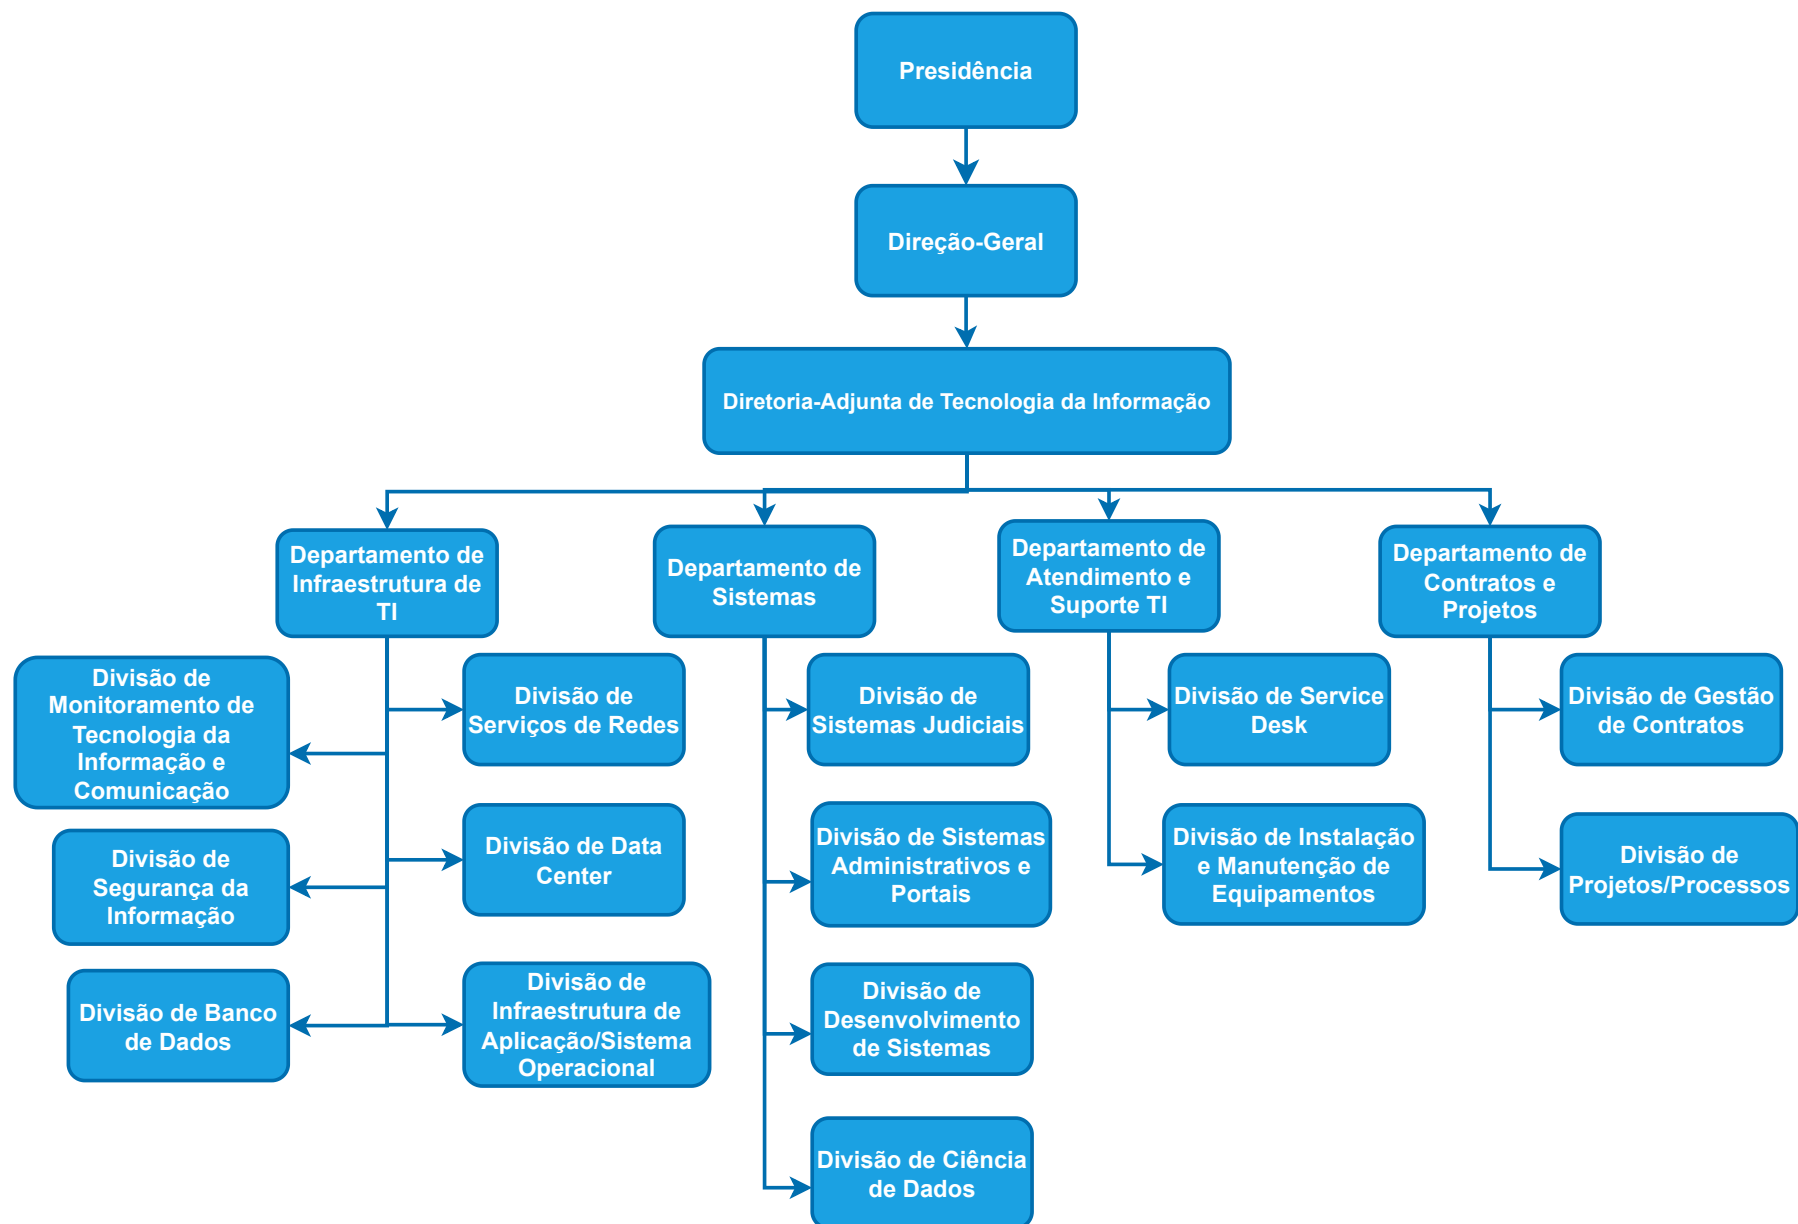 Presidência
Direção-Geral
Diretoria-Adjunta de Tecnologia da Informação
Departamento de
Infraestrutura de
TI
Departamento de
Sistemas
Departamento de
Atendimento e
Suporte TI
Departamento de
Contratos e
Projetos
Divisão de
Monitoramento de
Tecnologia da
Informação e
Comunicação
Divisão de
Serviços de Redes
Divisão de
Sistemas Judiciais
Divisão de Service
Desk
Divisão de Gestão
de Contratos
Divisão de
Segurança da
Informação
Divisão de Data
Center
Divisão de Sistemas
Administrativos e
Portais
Divisão de Instalação
e Manutenção de
Equipamentos
Divisão de
Projetos/Processos
Divisão de Banco
de Dados
Divisão de
Infraestrutura de
Aplicação/Sistema
Operacional
Divisão de
Desenvolvimento
de Sistemas
Divisão de Ciência
de Dados